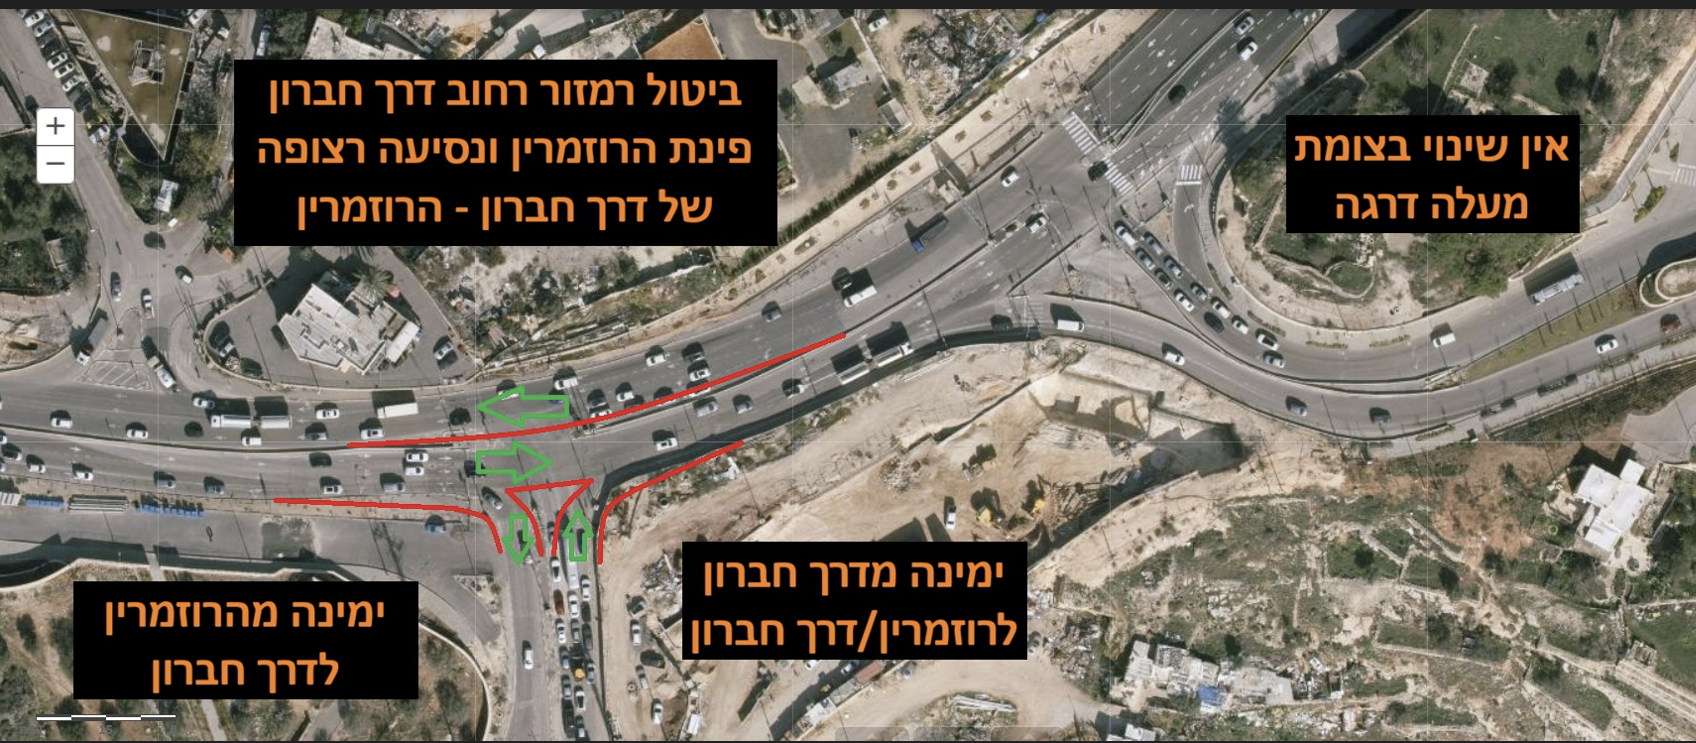 ביטול רמזור רחוב דרך חברון
פינת הרוזמרין ונסיעה רצופה
של דרך חברון - הרוזמרין
אין שינוי בצומת
מעלה דרגה
ימינה מדרך חברון
לרוזמרין/דרך חברון
ימינה מהרוזמרין
לדרך חברון
+
−